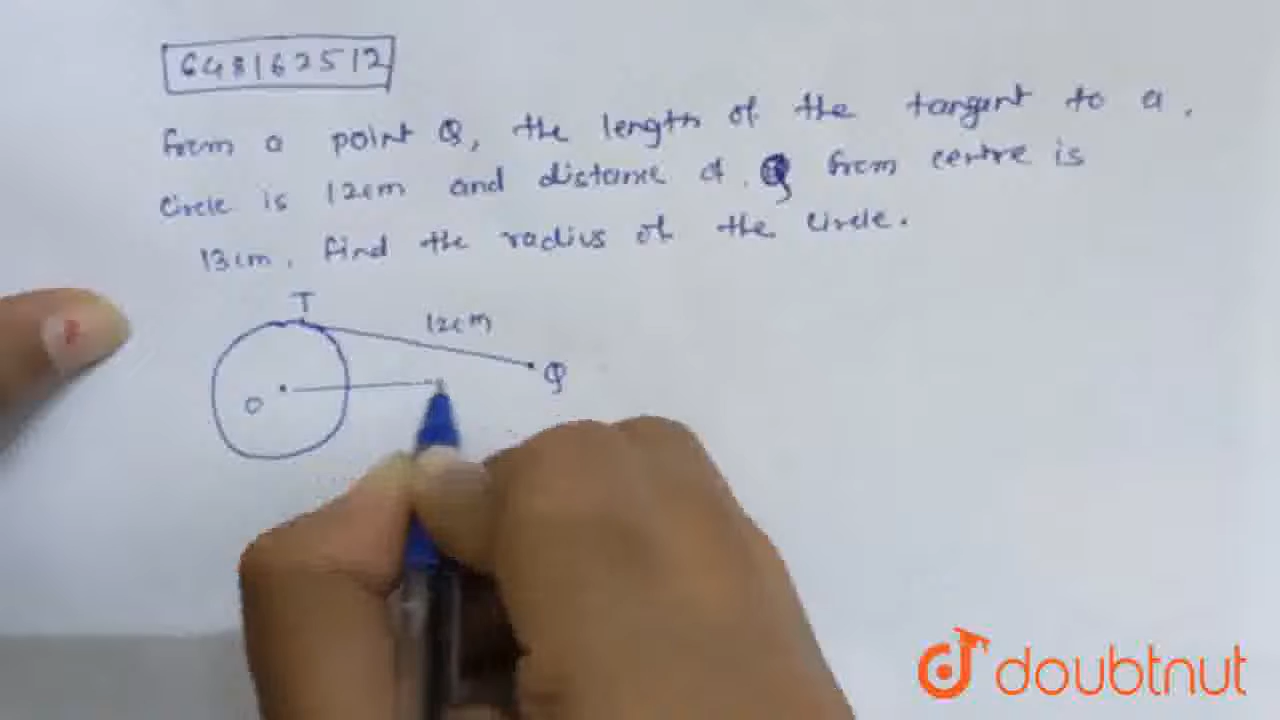 648162512
from a point Q, the length of the tangent to a.
circle is 12cm and distance of Q from centre is
13cm. find the radius of the circle.
T
12cm
Q
O
doubtnut